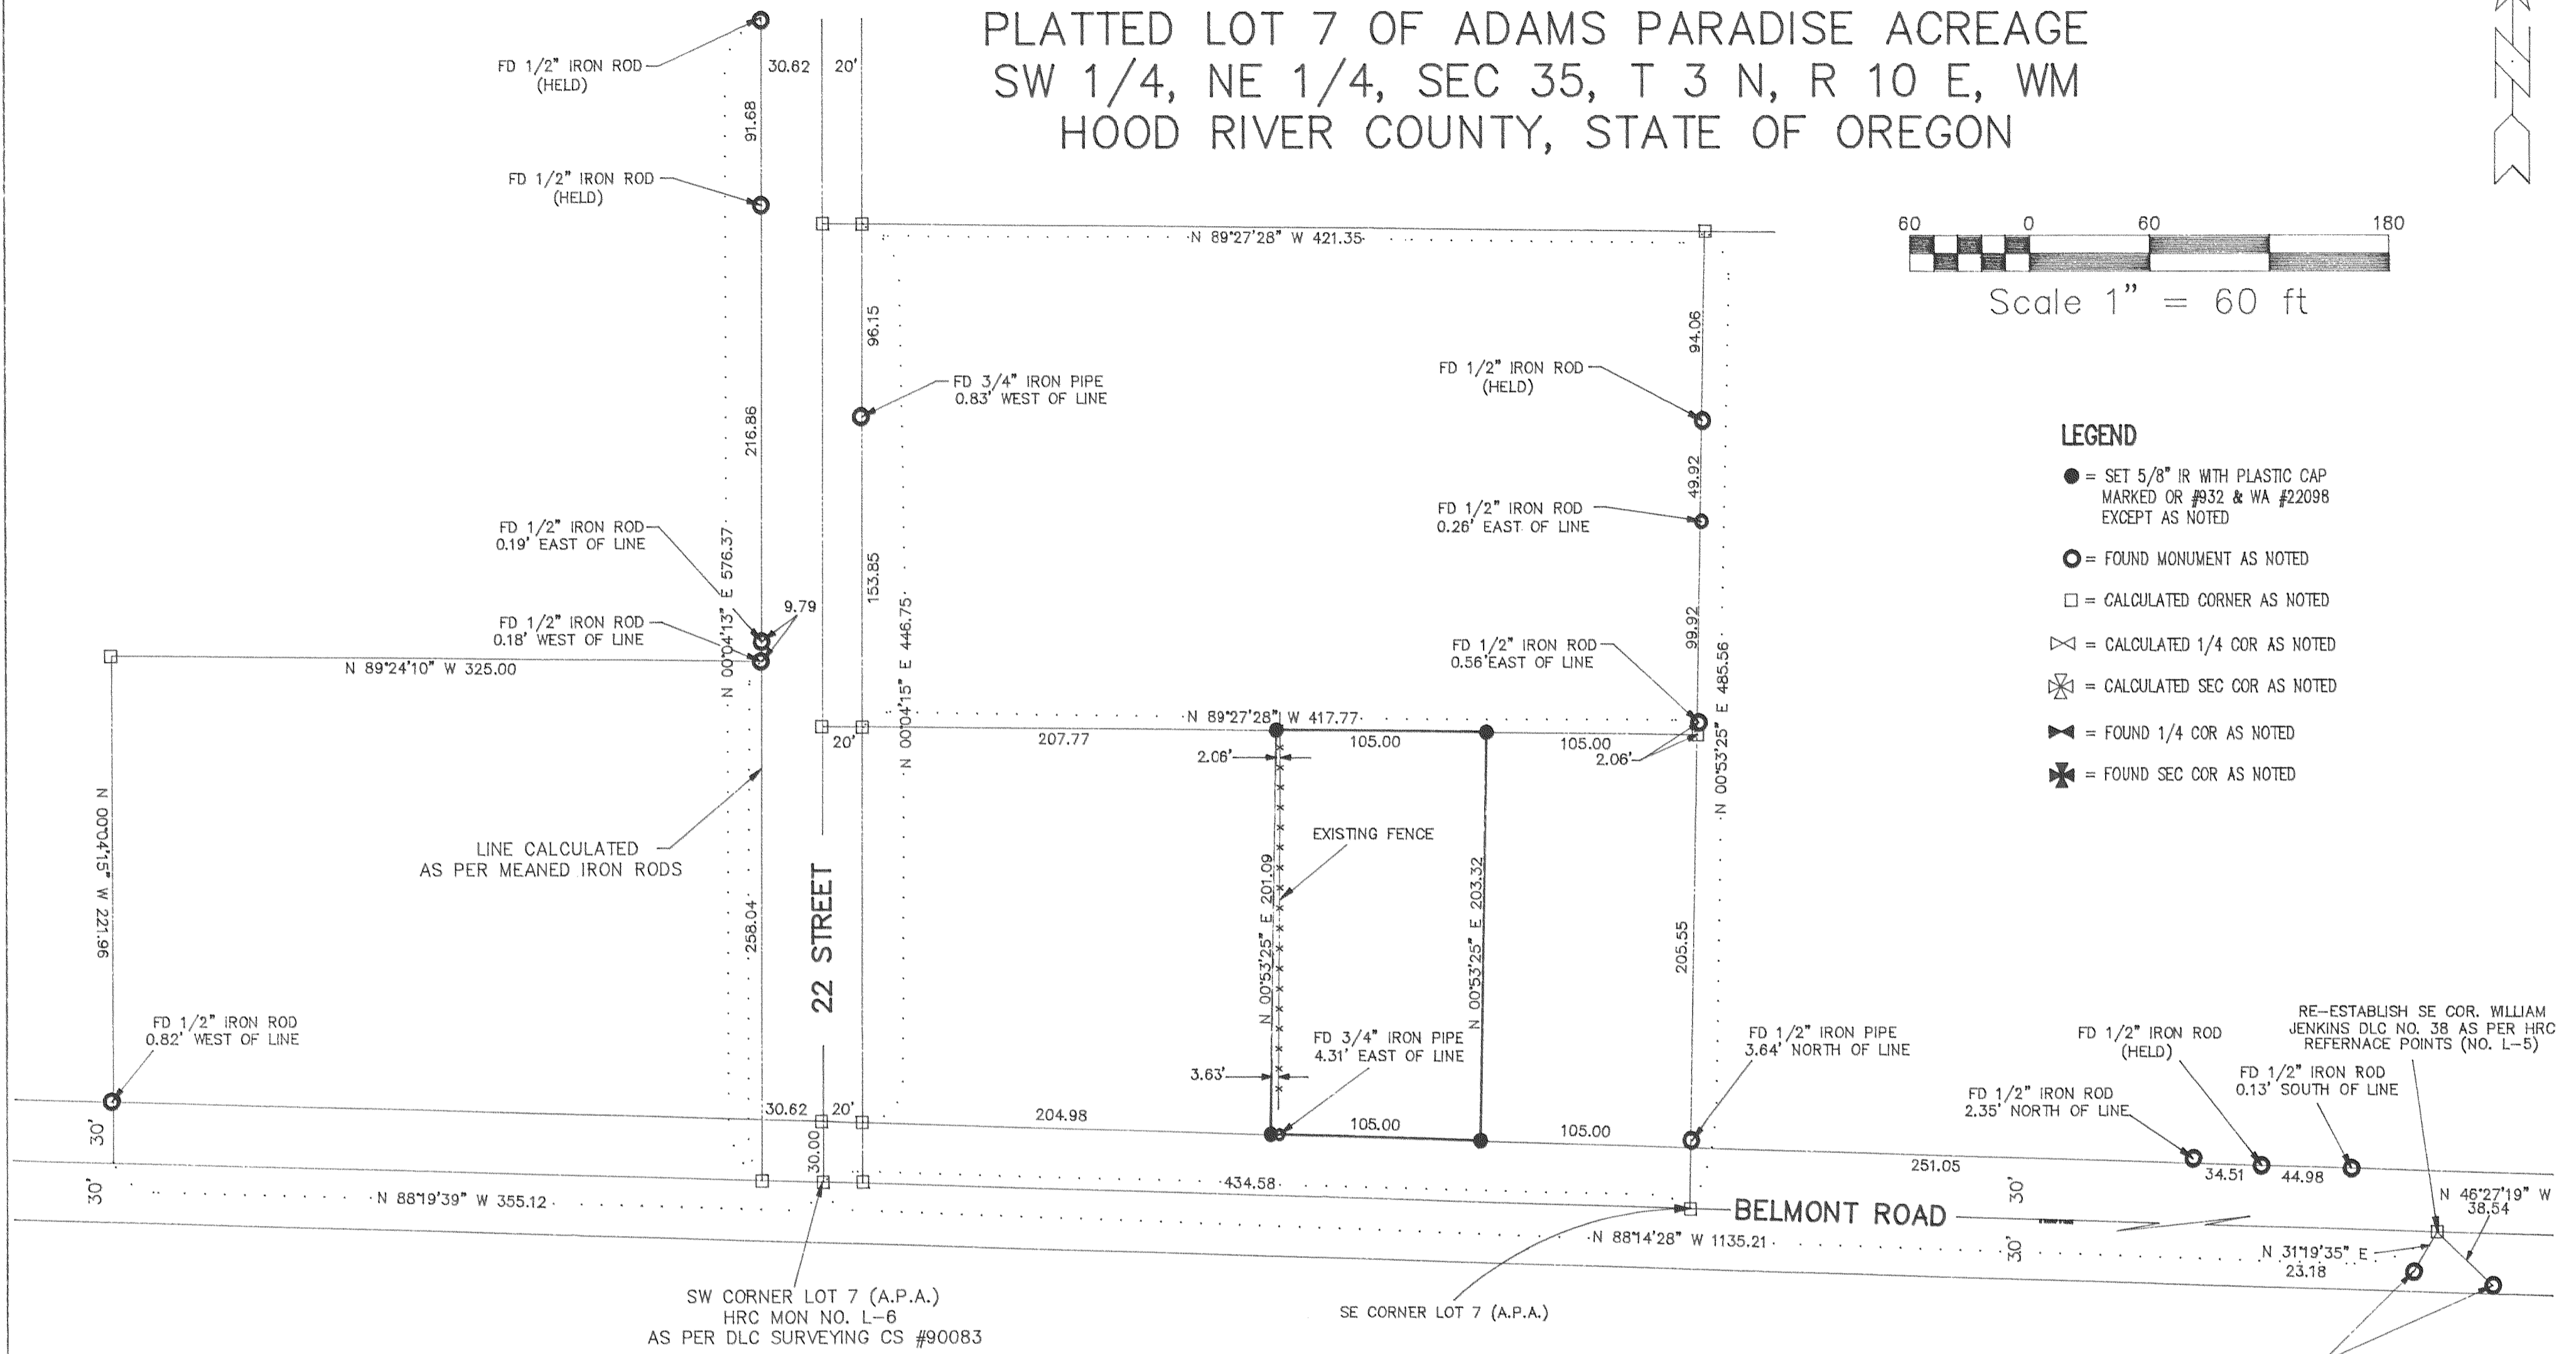 PLATTED LOT 7 OF ADAMS PARADISE ACREAGE
SW 1/4, NE 1/4, SEC 35, T 3 N, R 10 E, WM
HOOD RIVER COUNTY, STATE OF OREGON
N
60 0 60 180
Scale 1" = 60 ft
FD 1/2" IRON ROD
(HELD)
30.62
20'
91.68
FD 1/2" IRON ROD
(HELD)
N 89°27'28" W 421.35
96.15
94.06
FD 3/4" IRON PIPE
0.83' WEST OF LINE
FD 1/2" IRON ROD
(HELD)
216.86
49.92
FD 1/2" IRON ROD
0.26' EAST OF LINE
FD 1/2" IRON ROD
0.19' EAST OF LINE
N 00°04'13" E 576.37
153.85
9.79
FD 1/2" IRON ROD
0.18' WEST OF LINE
N 89°24'10" W 325.00
N 00°04'15" E 446.75
99.92
FD 1/2" IRON ROD
0.56'EAST OF LINE
N 00°53'25" E 485.56
N 89°27'28" W 417.77
20'
207.77
105.00
105.00
2.06'
2.06'
LEGEND
= SET 5/8" IR WITH PLASTIC CAP
MARKED OR #932 & WA #22098
EXCEPT AS NOTED
= FOUND MONUMENT AS NOTED
= CALCULATED CORNER AS NOTED
= CALCULATED 1/4 COR AS NOTED
= CALCULATED SEC COR AS NOTED
= FOUND 1/4 COR AS NOTED
= FOUND SEC COR AS NOTED
N 00°04'15" W 221.96
LINE CALCULATED
AS PER MEANED IRON RODS
258.04
22 STREET
EXISTING FENCE
N 00°53'25" E 201.09
N 00°53'25" E 203.32
205.55
FD 1/2" IRON ROD
0.82' WEST OF LINE
FD 3/4" IRON PIPE
4.31' EAST OF LINE
3.63'
FD 1/2" IRON PIPE
3.64' NORTH OF LINE
FD 1/2" IRON ROD
(HELD)
RE-ESTABLISH SE COR. WILLIAM
JENKINS DLC NO. 38 AS PER HRC
REFERNACE POINTS (NO. L-5)
FD 1/2" IRON ROD
2.35' NORTH OF LINE
FD 1/2" IRON ROD
0.13' SOUTH OF LINE
30'
30'
30.62
20'
30.00
204.98
105.00
105.00
251.05
34.51
44.98
N 46°27'19" W
38.54
N 88°19'39" W 355.12
434.58
BELMONT ROAD
30'
30'
N 88°14'28" W 1135.21
N 31°19'35" E
23.18
SW CORNER LOT 7 (A.P.A.)
HRC MON NO. L-6
AS PER DLC SURVEYING CS #90083
SE CORNER LOT 7 (A.P.A.)